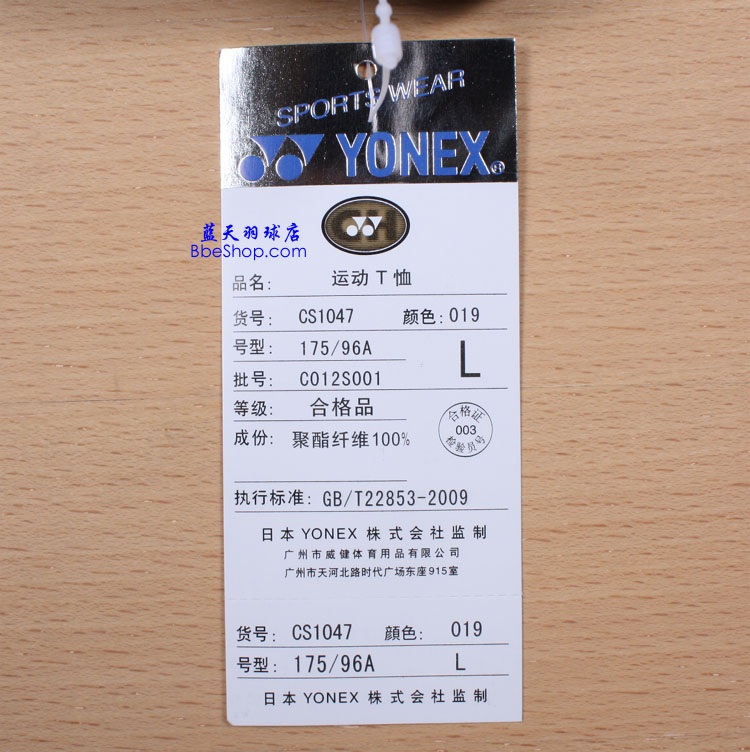 SPORTS WEAR
YONEX®
CH
蓝天羽球店
BbeShop.com
品名: 运动T恤
货号: CS1047 颜色: 019
号型: 175/96A L
批号: C012S001
等级: 合格品
合格证
003
检验员号
成份: 聚酯纤维100%
执行标准: GB/T22853-2009
日本 YONEX 株式会社监制
广州市威健体育用品有限公司
广州市天河北路时代广场东座915室
货号: CS1047 顔色: 019
号型: 175/96A L
日本 YONEX 株式会社监制